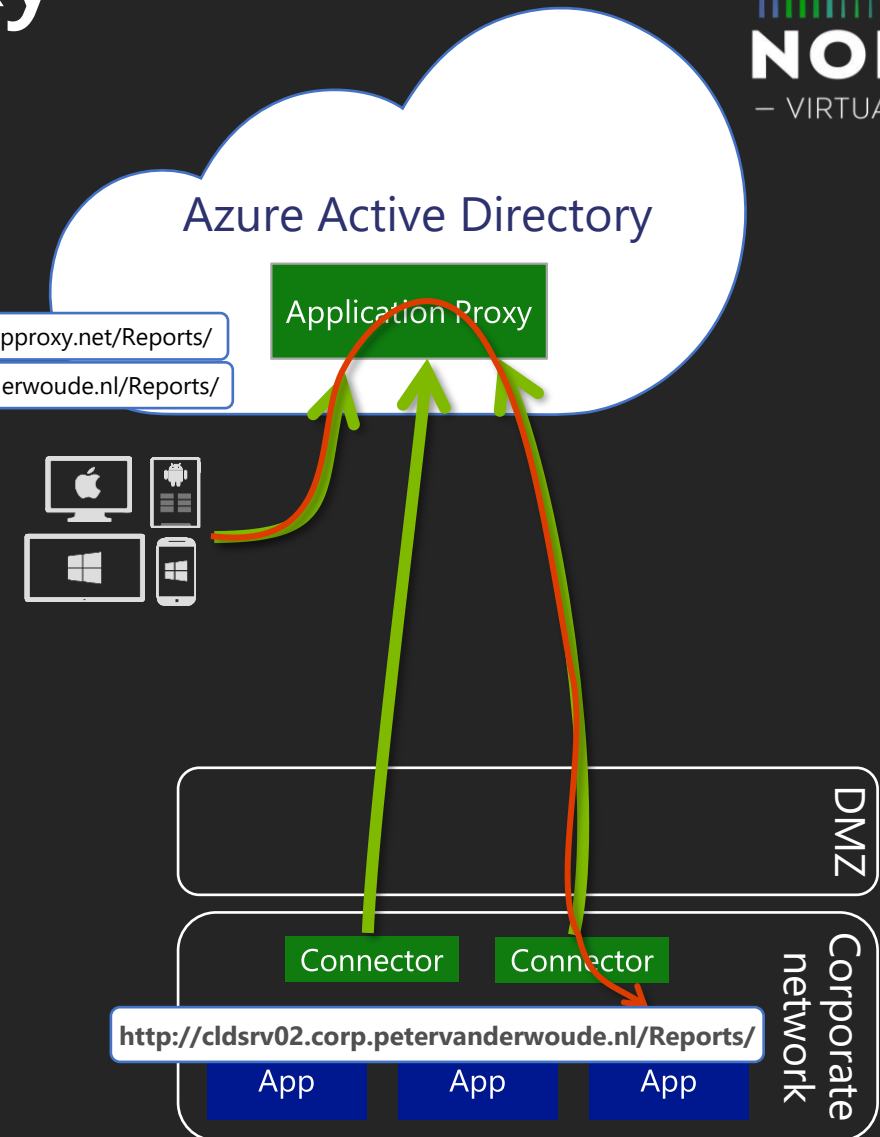 y
NO
— VIRTUA
Azure Active Directory
Application Proxy
pproxy.net/Reports/
erwoude.nl/Reports/
DMZ
Connector
Connector
Corporate
network
http://cldsrv02.corp.petervanderwoude.nl/Reports/
App
App
App